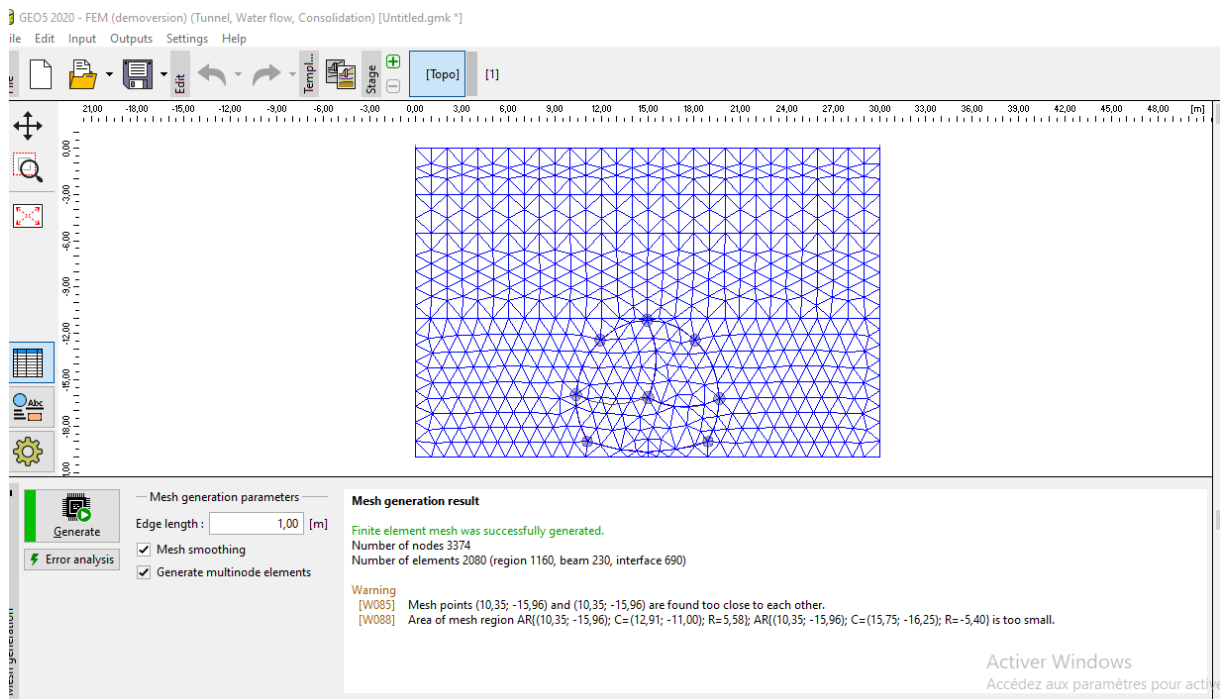 GEO5 2020 - FEM (demoversion) (Tunnel, Water flow, Consolidation) [Untitled.gmk *]
ile Edit Input Outputs Settings Help
Edit
Templ...
Stage
[Topo]
[1]
21,00 -18,00 -15,00 -12,00 -9,00 -6,00 -3,00 0,00 3,00 6,00 9,00 12,00 15,00 18,00 21,00 24,00 27,00 30,00 33,00 36,00 39,00 42,00 45,00 48,00 [m]
0,00
-3,00
-6,00
-9,00
-12,00
-15,00
-18,00
,00
Abc
Mesh generation
Generate
Error analysis
Mesh generation parameters
Edge length : 1,00 [m]
Mesh smoothing
Generate multinode elements
Mesh generation result
Finite element mesh was successfully generated.
Number of nodes 3374
Number of elements 2080 (region 1160, beam 230, interface 690)
Warning
[W085] Mesh points (10,35; -15,96) and (10,35; -15,96) are found too close to each other.
[W088] Area of mesh region AR{(10,35; -15,96); C=(12,91; -11,00); R=5,58}; AR{(10,35; -15,96); C=(15,75; -16,25); R=-5,40} is too small.
Activer Windows
Accédez aux paramètres pour active